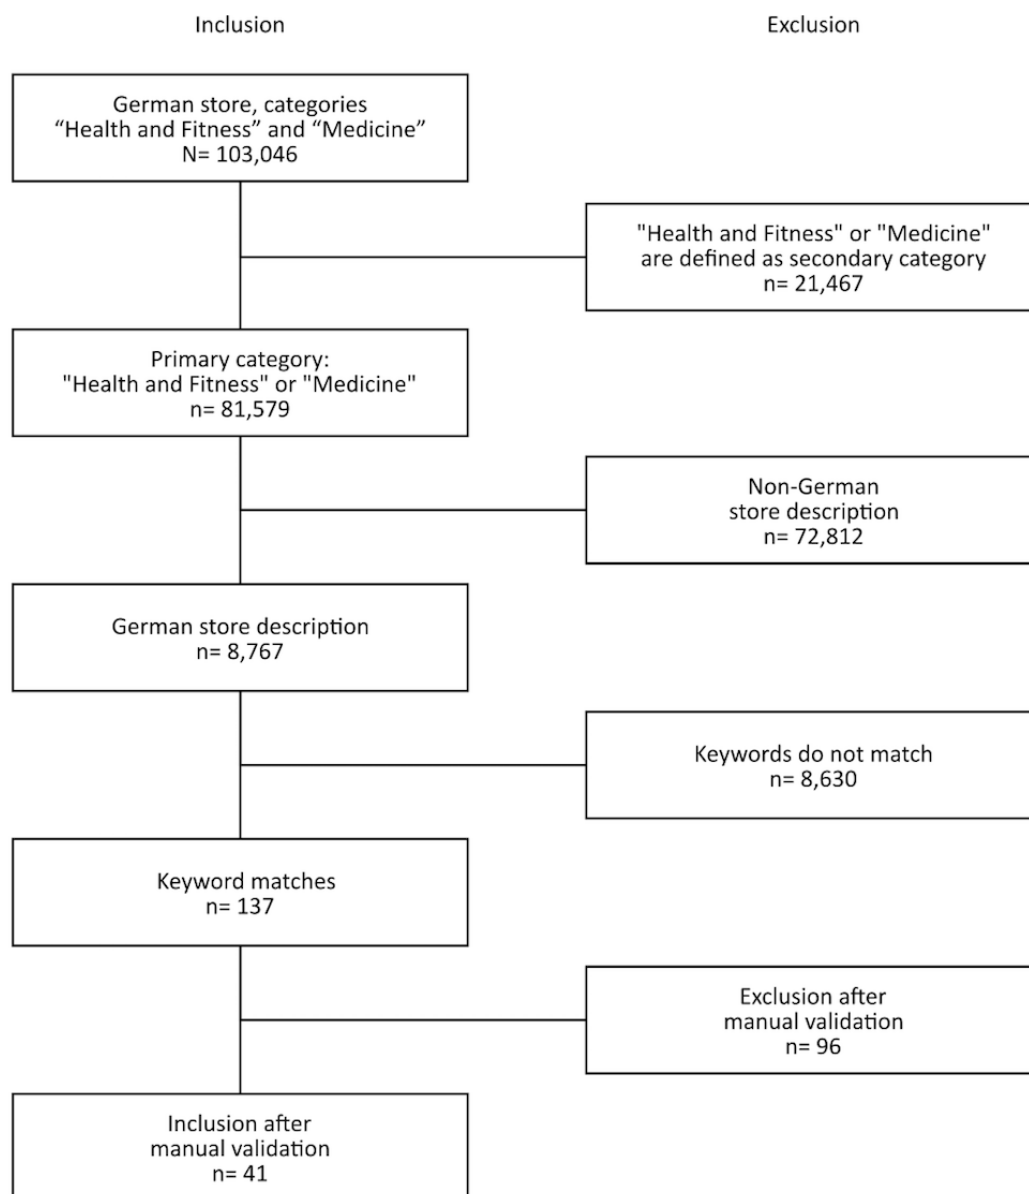 Inclusion
Exclusion
German store, categories
“Health and Fitness” and “Medicine”
N= 103,046
"Health and Fitness" or "Medicine"
are defined as secondary category
n= 21,467
Primary category:
"Health and Fitness" or "Medicine"
n= 81,579
Non-German
store description
n= 72,812
German store description
n= 8,767
Keywords do not match
n= 8,630
Keyword matches
n= 137
Exclusion after
manual validation
n= 96
Inclusion after
manual validation
n= 41